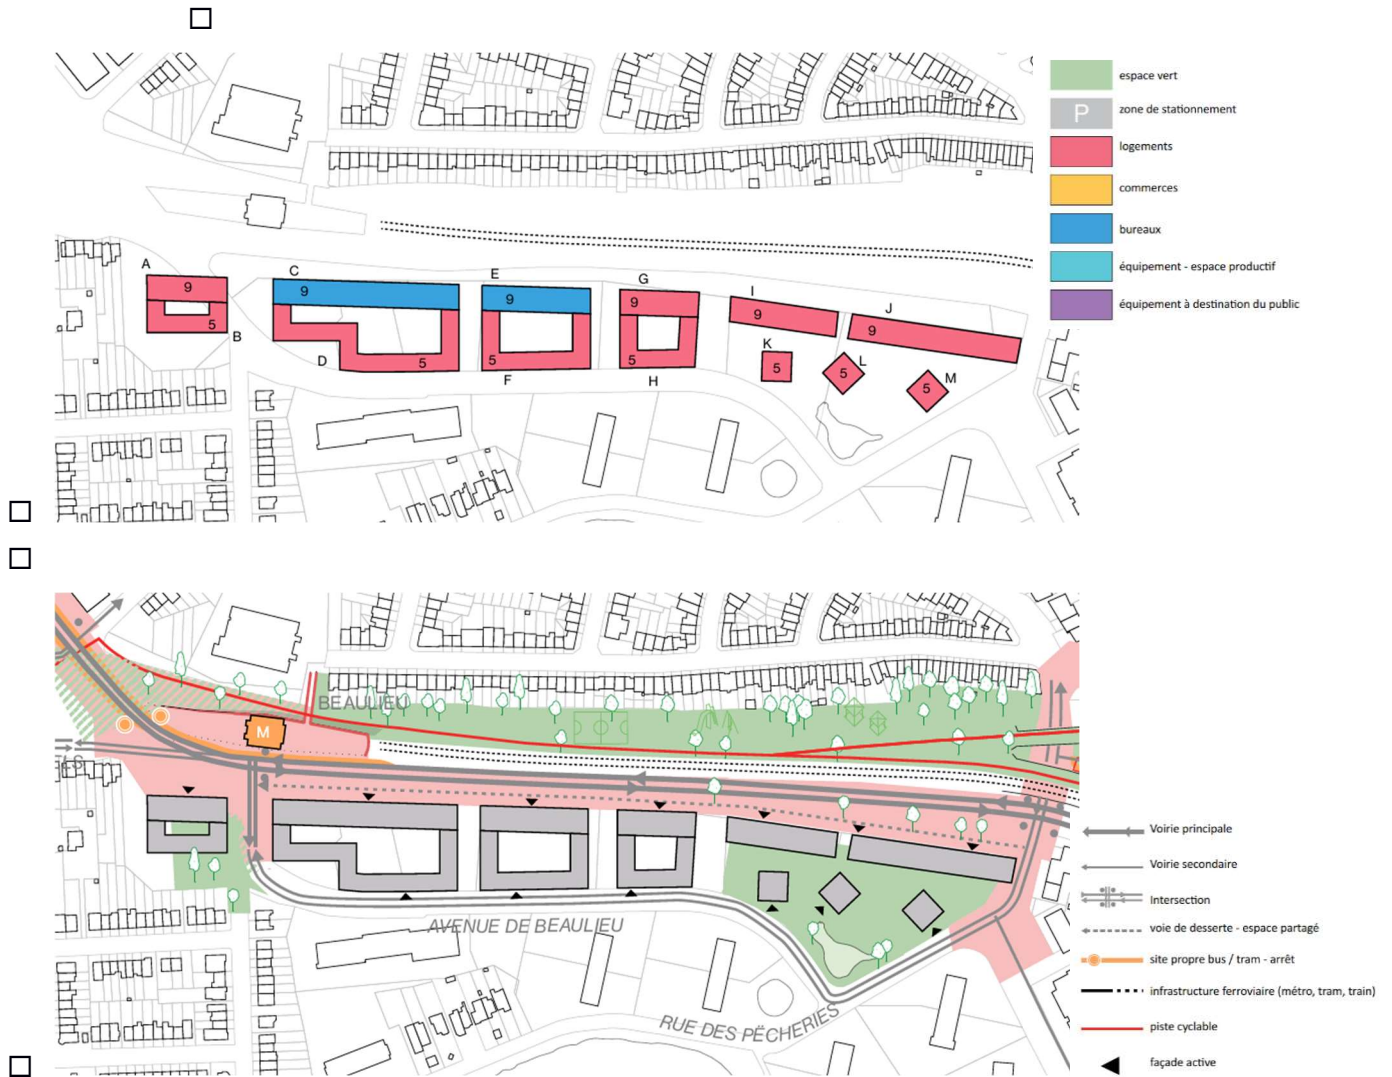 espace vert
P zone de stationnement
logements
commerces
bureaux
équipement - espace productif
équipement à destination du public
A
9
5
B
C
9
D
5
E
9
5
F
G
9
5
H
I
9
J
9
K
5
L
5
M
5
BEAULIEU
M
AVENUE DE BEAULIEU
RUE DES PËCHERIES
Voirie principale
Voirie secondaire
Intersection
voie de desserte - espace partagé
site propre bus / tram - arrêt
infrastructure ferroviaire (métro, tram, train)
piste cyclable
façade active